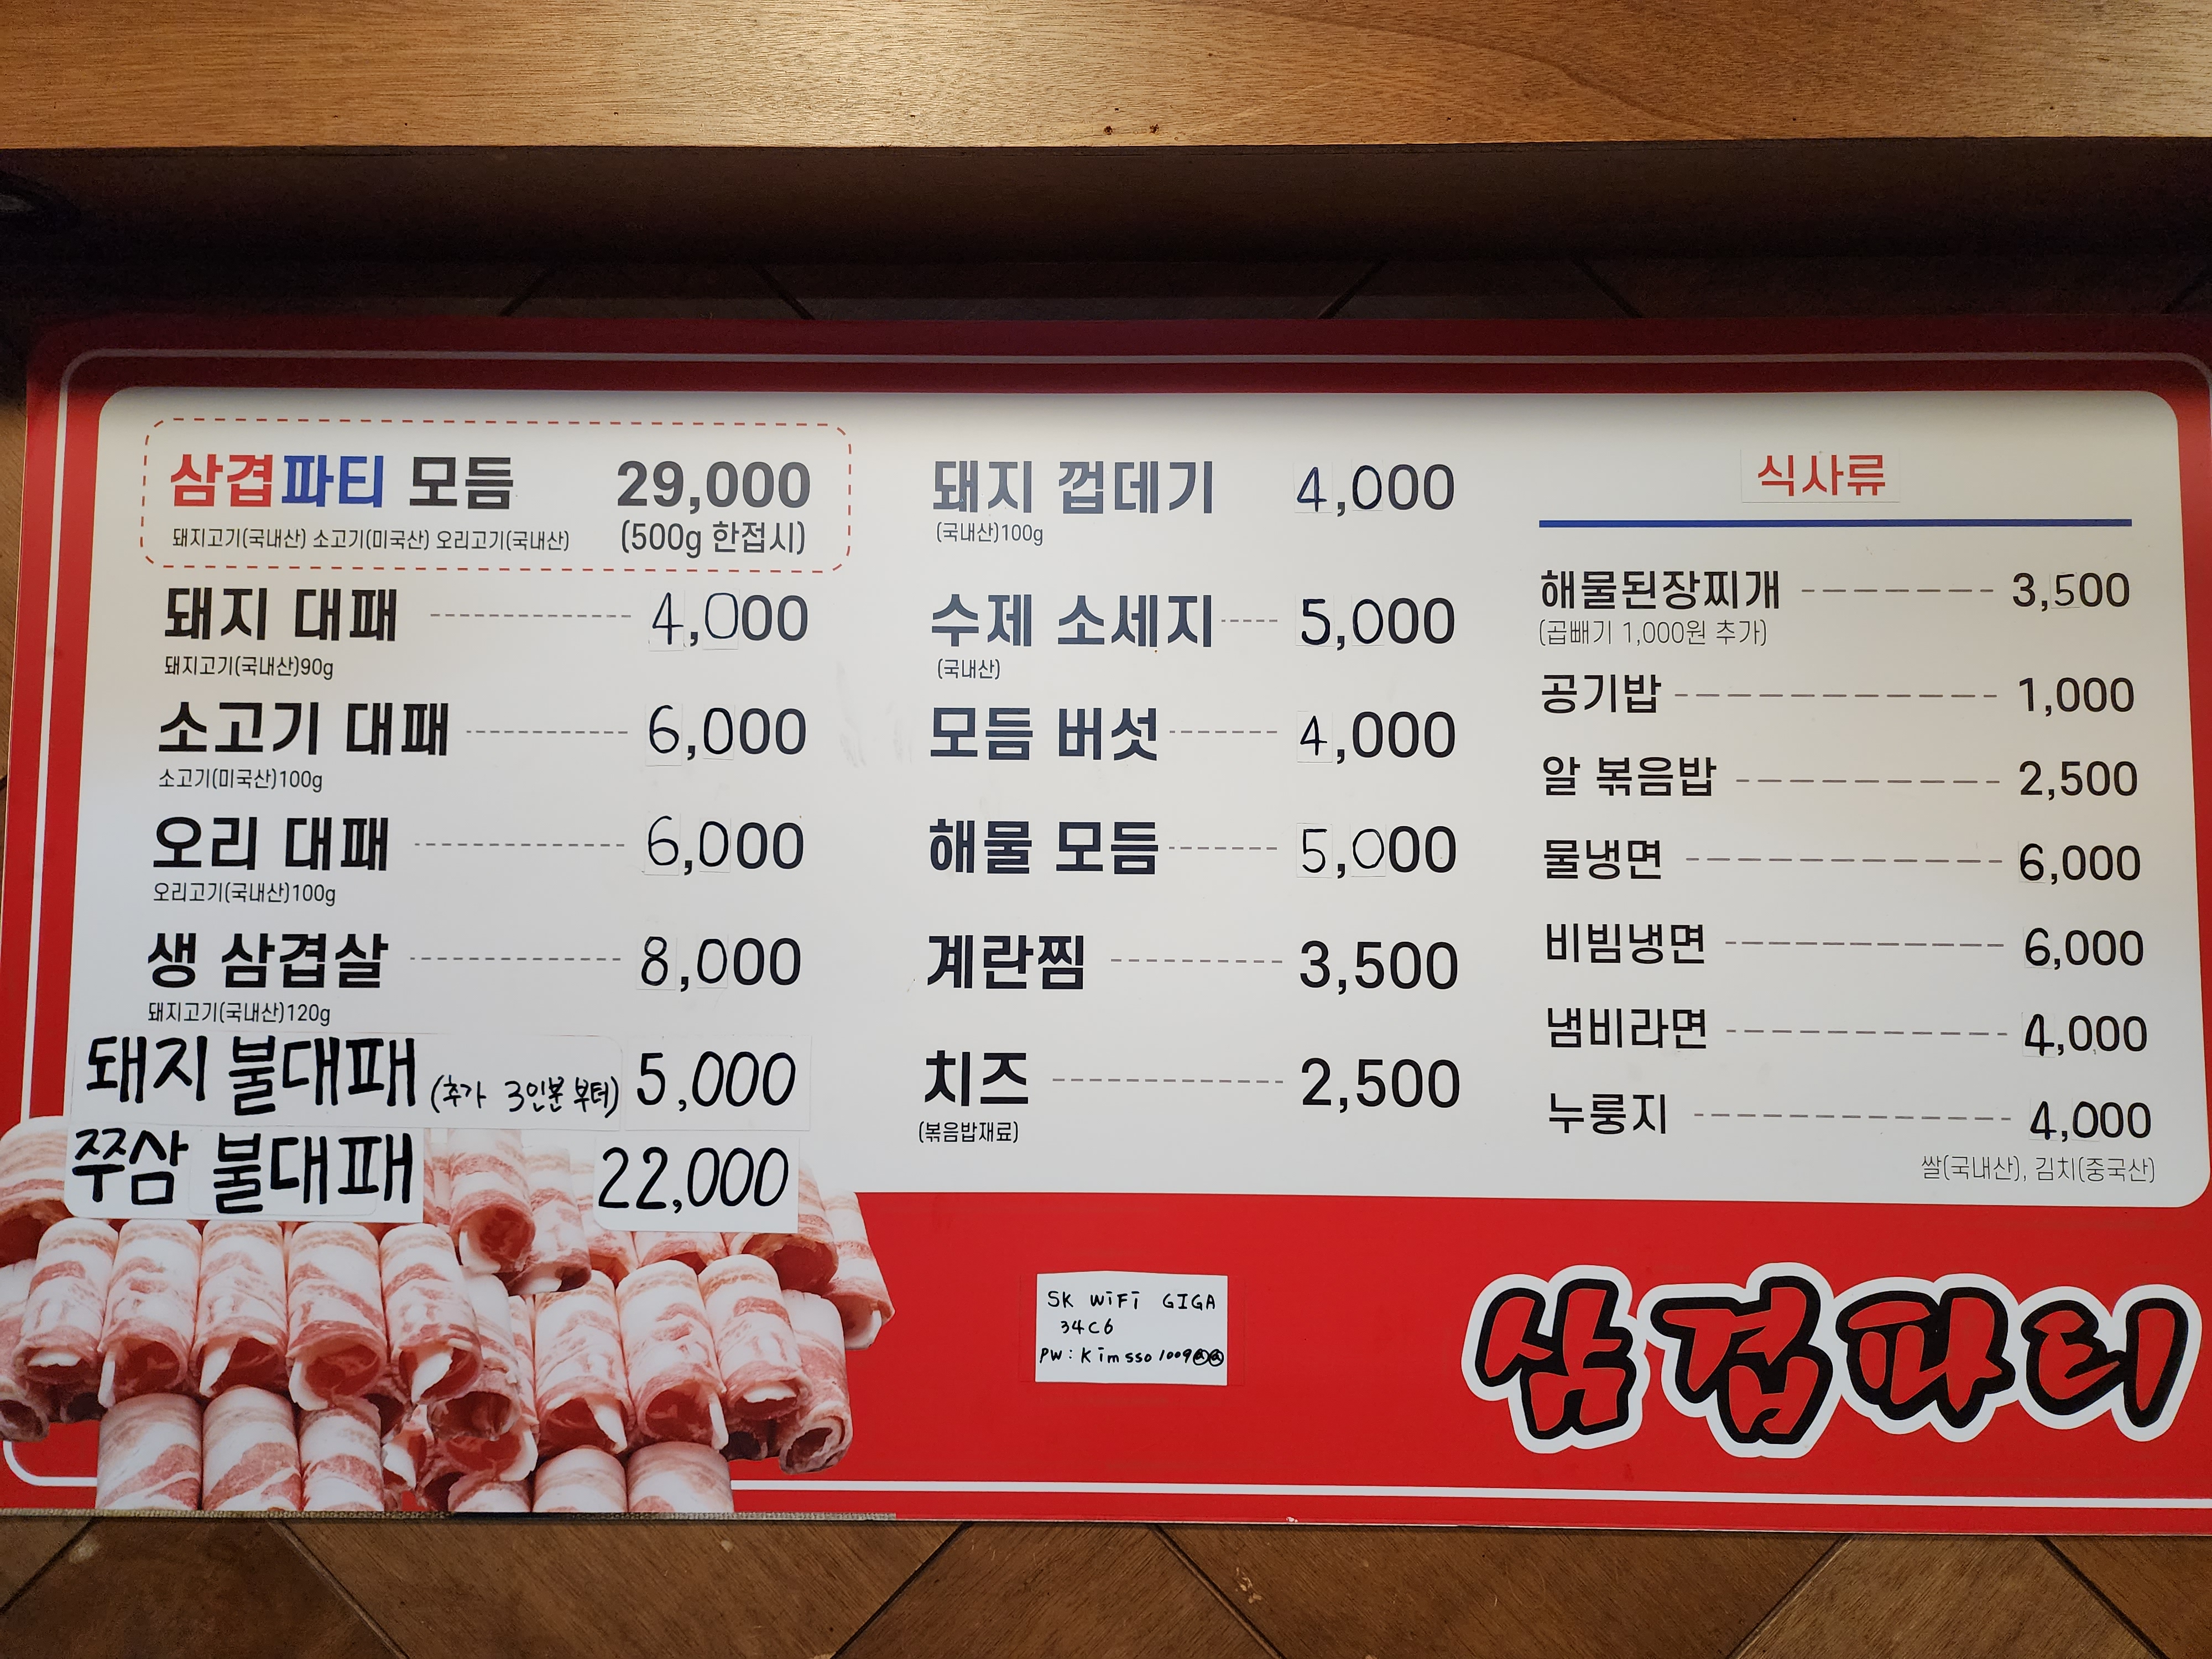 삼겹파티 모듬 29,000
돼지고기(국내산) 소고기(미국산) 오리고기(국내산) (500g 한접시)
돼지 대패 4,000
돼지고기(국내산)90g
소고기 대패 6,000
소고기(미국산)100g
오리 대패 6,000
오리고기(국내산)100g
생 삼겹살 8,000
돼지고기(국내산)120g
돼지 불대패 (추가 3인분 부터) 5,000
쭈삼 불대패 22,000
돼지 껍데기 4,000
(국내산)100g
수제 소세지 5,000
(국내산)
모듬 버섯 4,000
해물 모듬 5,000
계란찜 3,500
치즈 2,500
(볶음밥재료)
식사류
해물된장찌개 3,500
(곱빼기 1,000원 추가)
공기밥 1,000
알 볶음밥 2,500
물냉면 6,000
비빔냉면 6,000
냄비라면 4,000
누룽지 4,000
쌀(국내산), 김치(중국산)
SK WiFi GIGA
34C6
PW: Kimsso1009@@
삼겹파티